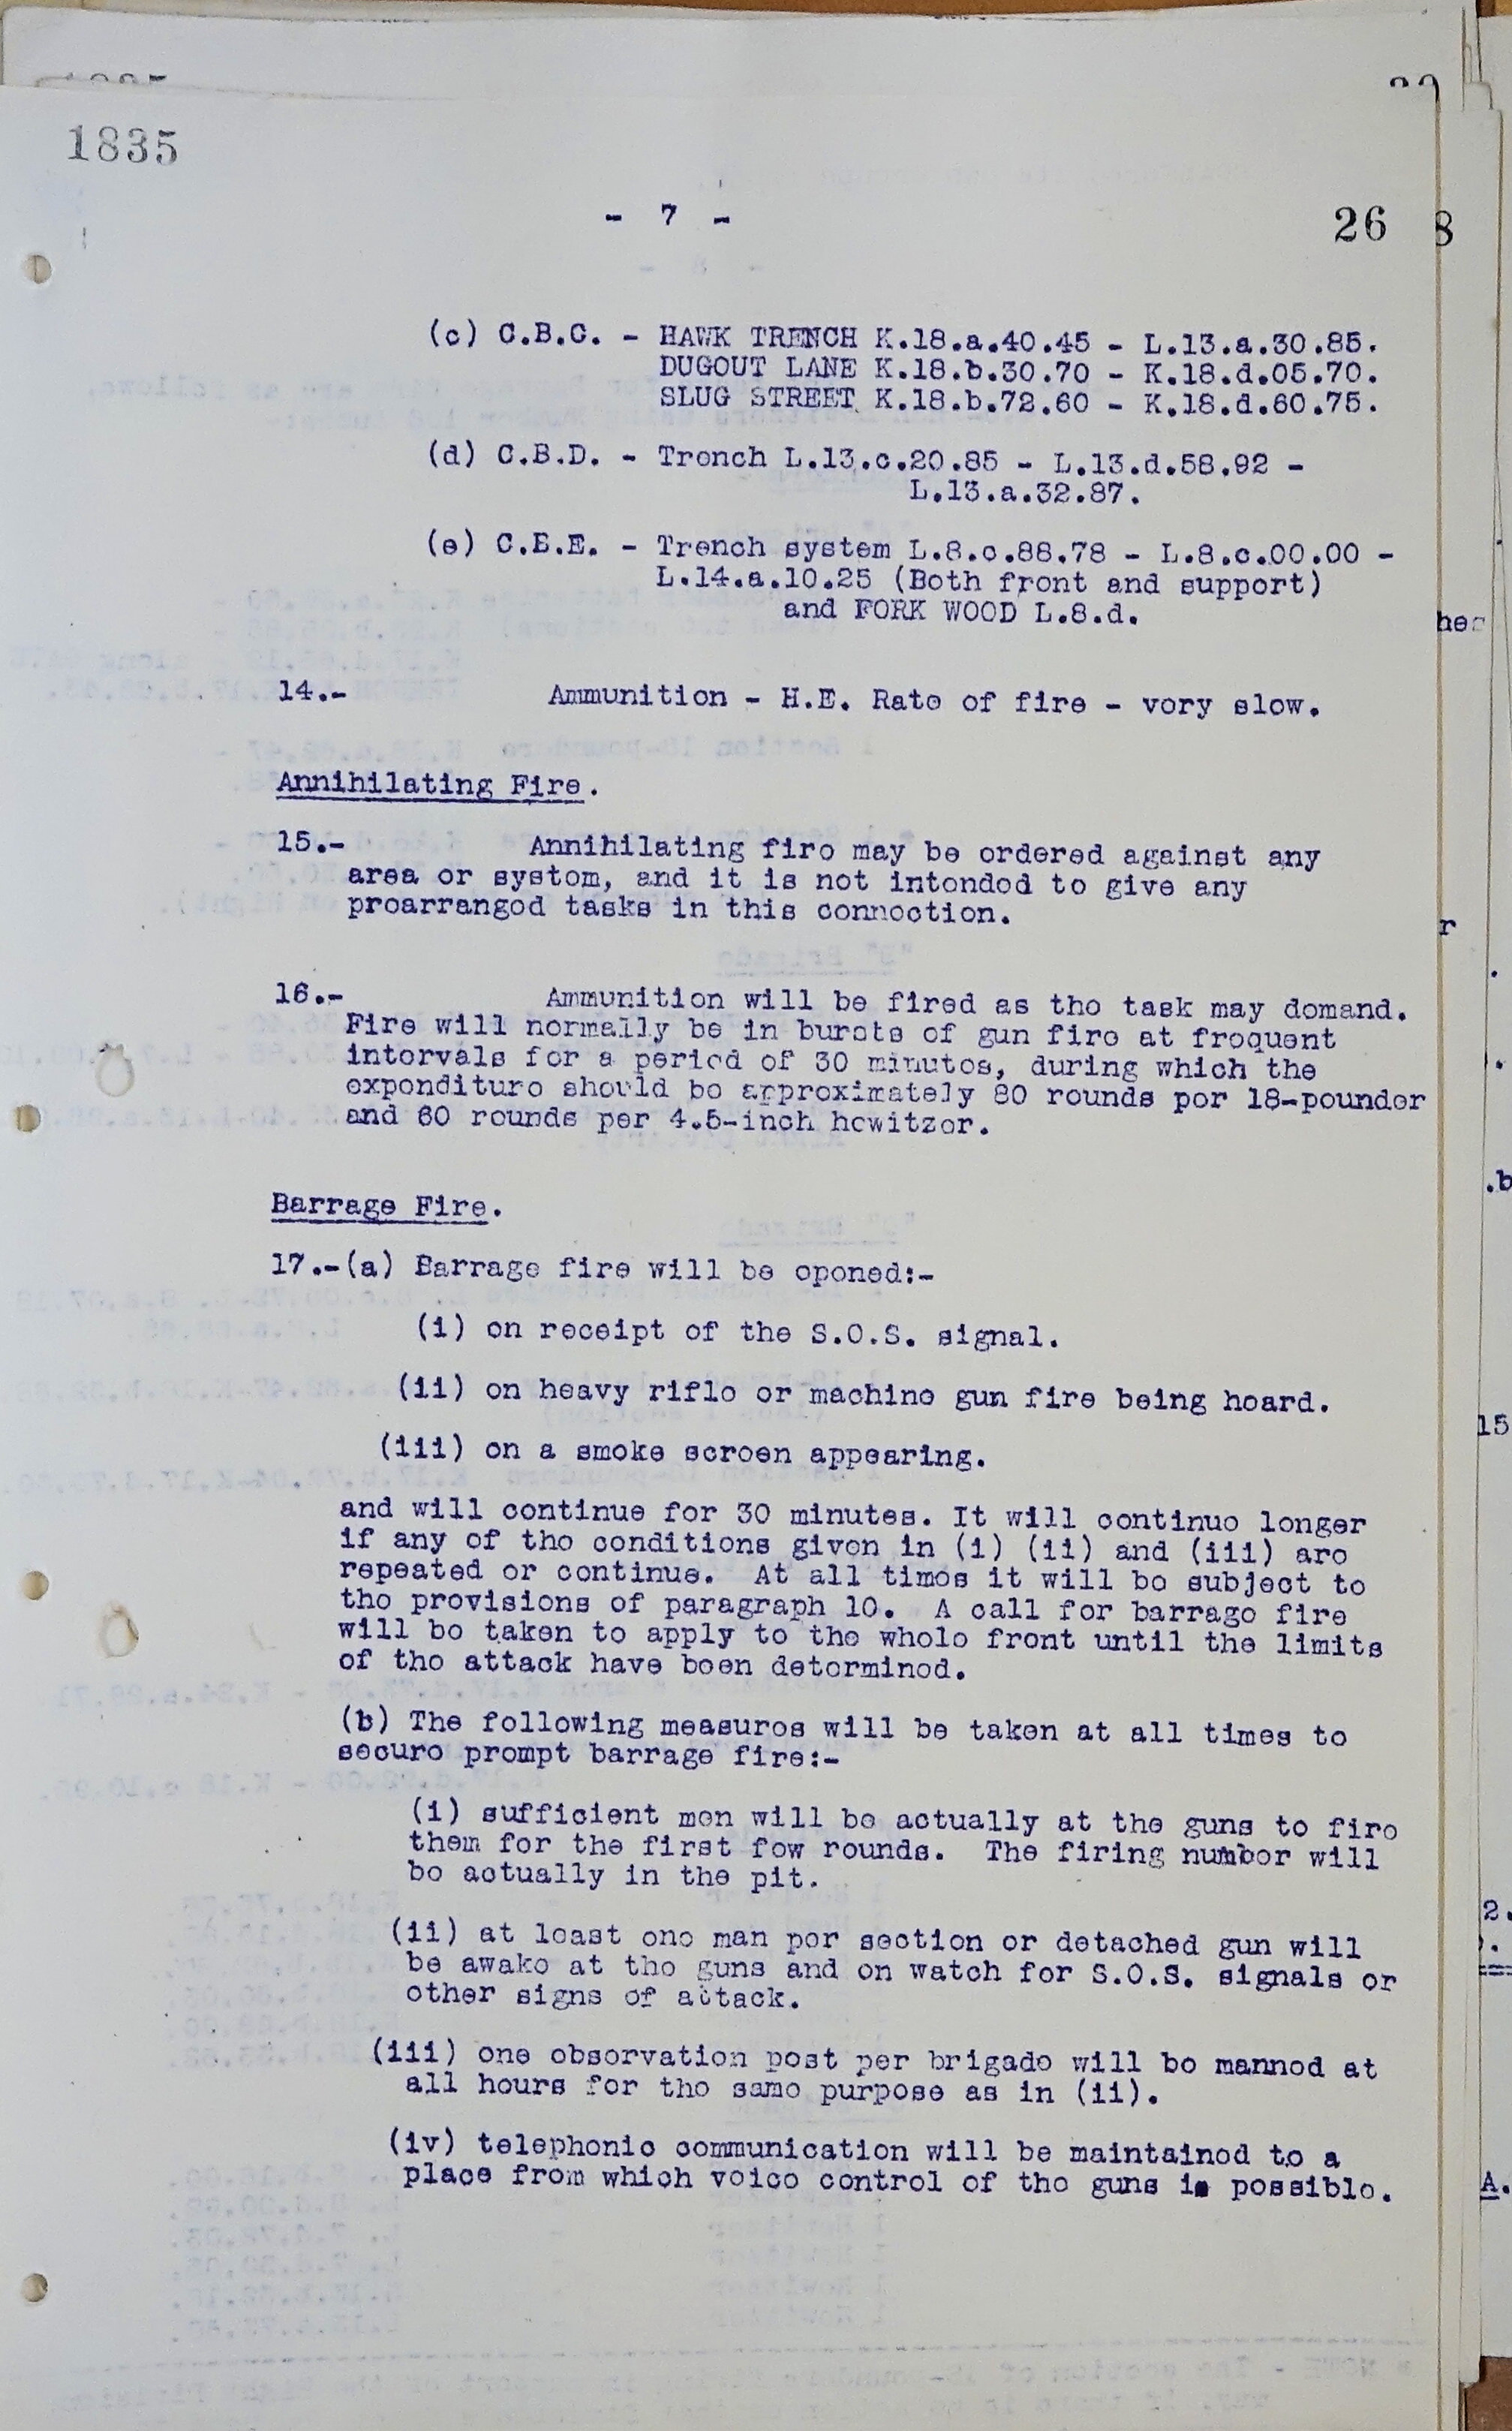 1835
- 7 -
26
8
(c) C.B.C. - HAWK TRENCH K.18.a.40.45 - L.13.a.30.85.
DUGOUT LANE K.18.b.30.70 - K.18.d.05.70.
SLUG STREET K.18.b.72.60 - K.18.d.60.75.
(d) C.B.D. - Trench L.13.c.20.85 - L.13.d.58.92 -
L.13.a.32.87.
(e) C.B.E. - Trench system L.8.c.88.78 - L.8.c.00.00 -
L.14.a.10.25 (Both front and support)
and FORK WOOD L.8.d.
14.- Ammunition - H.E. Rate of fire - very slow.
Annihilating Fire.
15.- Annihilating fire may be ordered against any
area or system, and it is not intended to give any
prearranged tasks in this connection.
16.- Ammunition will be fired as the task may demand.
Fire will normally be in bursts of gun fire at frequent
intervals for a period of 30 minutes, during which the
expenditure should be approximately 80 rounds per 18-pounder
and 60 rounds per 4.5-inch howitzer.
Barrage Fire.
17.-(a) Barrage fire will be opened:-
(i) on receipt of the S.O.S. signal.
(ii) on heavy rifle or machine gun fire being heard.
(iii) on a smoke screen appearing.
and will continue for 30 minutes. It will continue longer
if any of the conditions given in (i) (ii) and (iii) are
repeated or continue. At all times it will be subject to
the provisions of paragraph 10. A call for barrage fire
will be taken to apply to the whole front until the limits
of the attack have been determined.
(b) The following measures will be taken at all times to
secure prompt barrage fire:-
(i) sufficient men will be actually at the guns to fire
them for the first few rounds. The firing number will
be actually in the pit.
(ii) at least one man per section or detached gun will
be awake at the guns and on watch for S.O.S. signals or
other signs of attack.
(iii) one observation post per brigade will be manned at
all hours for the same purpose as in (ii).
(iv) telephonic communication will be maintained to a
place from which voice control of the guns is possible.